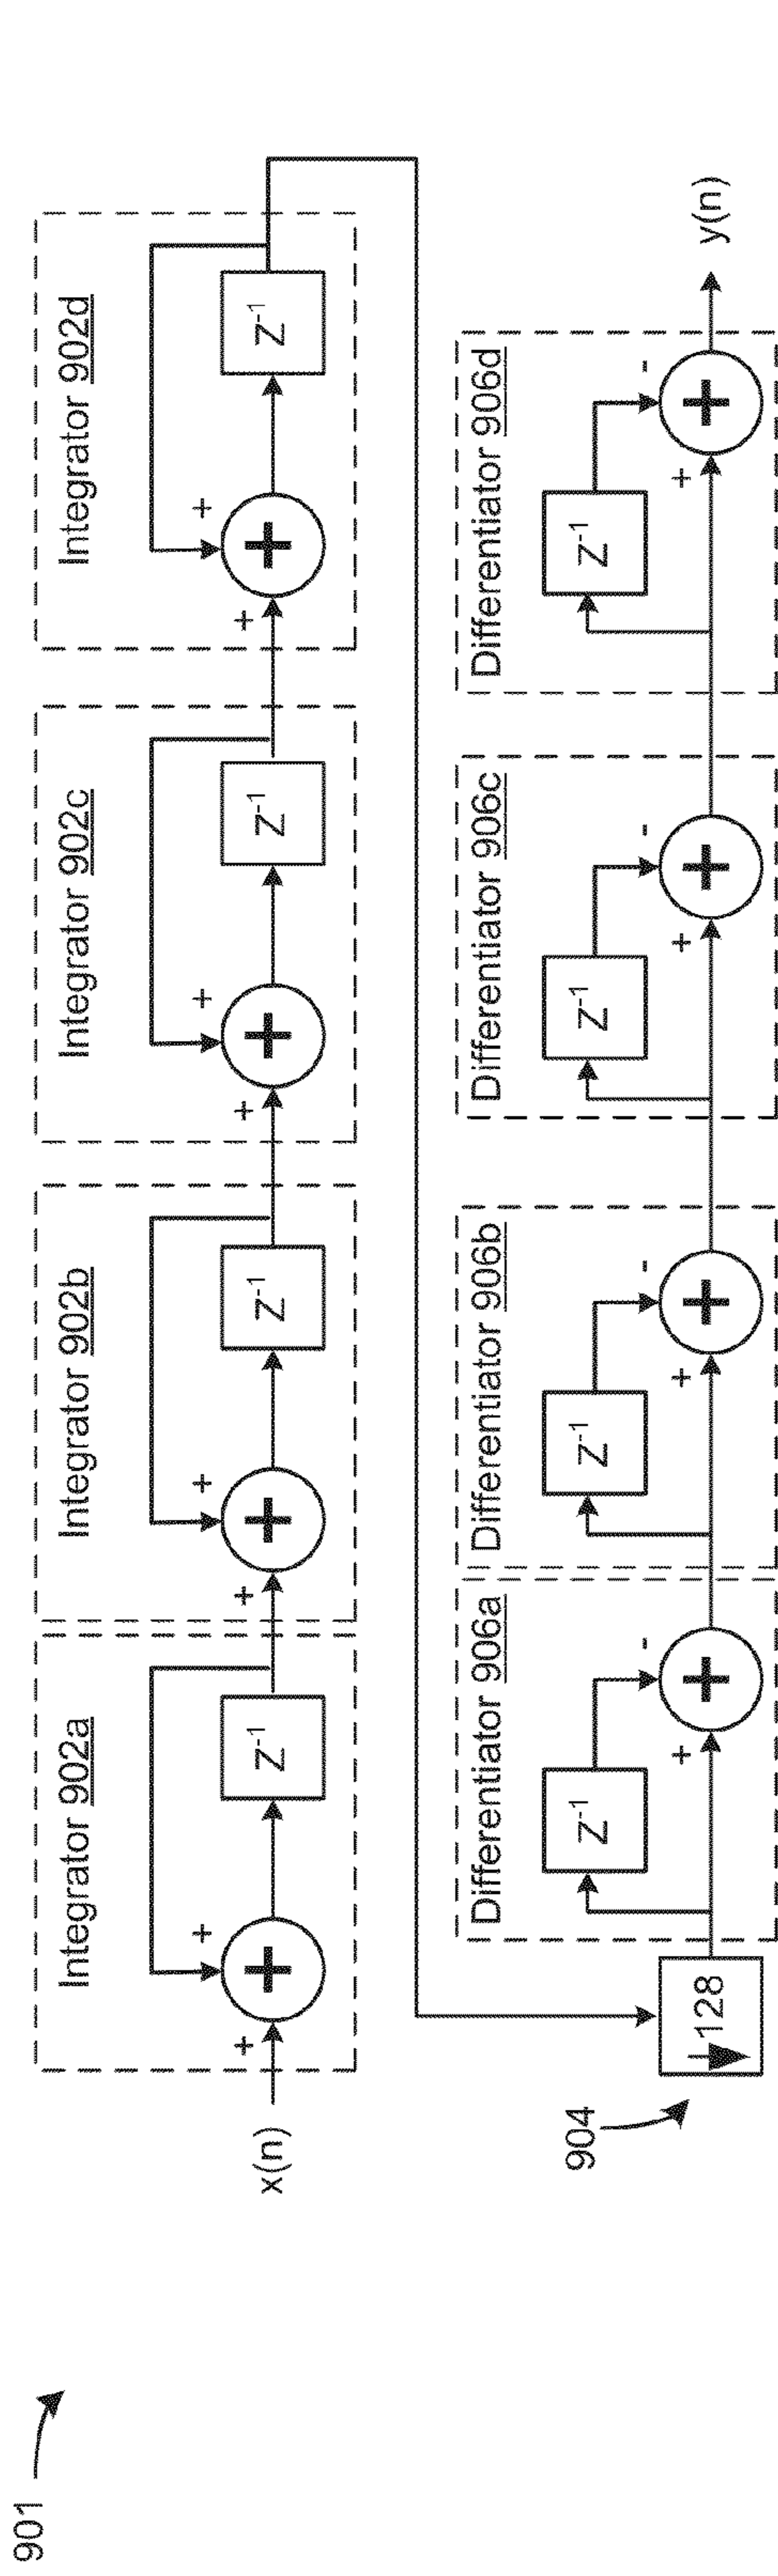 901
Integrator 902a
+
+
+
Z-1
Integrator 902b
+
+
+
Z-1
Integrator 902c
+
+
+
Z-1
Integrator 902d
+
+
+
Z-1
x(n)
904
128
Differentiator 906a
Z-1
+
-
+
Differentiator 906b
Z-1
+
-
+
Differentiator 906c
Z-1
+
-
+
Differentiator 906d
Z-1
+
-
+
y(n)